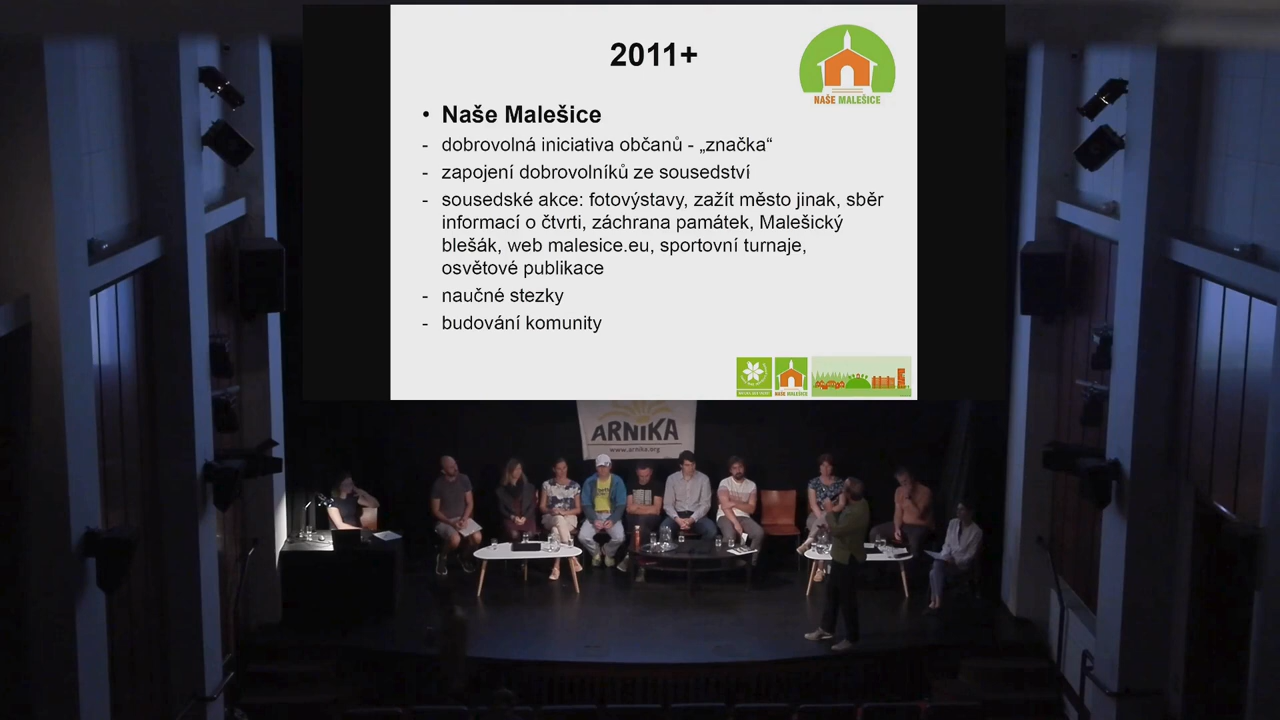 2011+
NAŠE MALEŠICE
• Naše Malešice
- dobrovolná iniciativa občanů - „značka“
- zapojení dobrovolníků ze sousedství
- sousedské akce: fotovýstavy, zažít město jinak, sběr
informací o čtvrti, záchrana památek, Malešický
blešák, web malesice.eu, sportovní turnaje,
osvětové publikace
- naučné stezky
- budování komunity
NAŠE MALEŠICE
ARNIKA
www.arnika.org